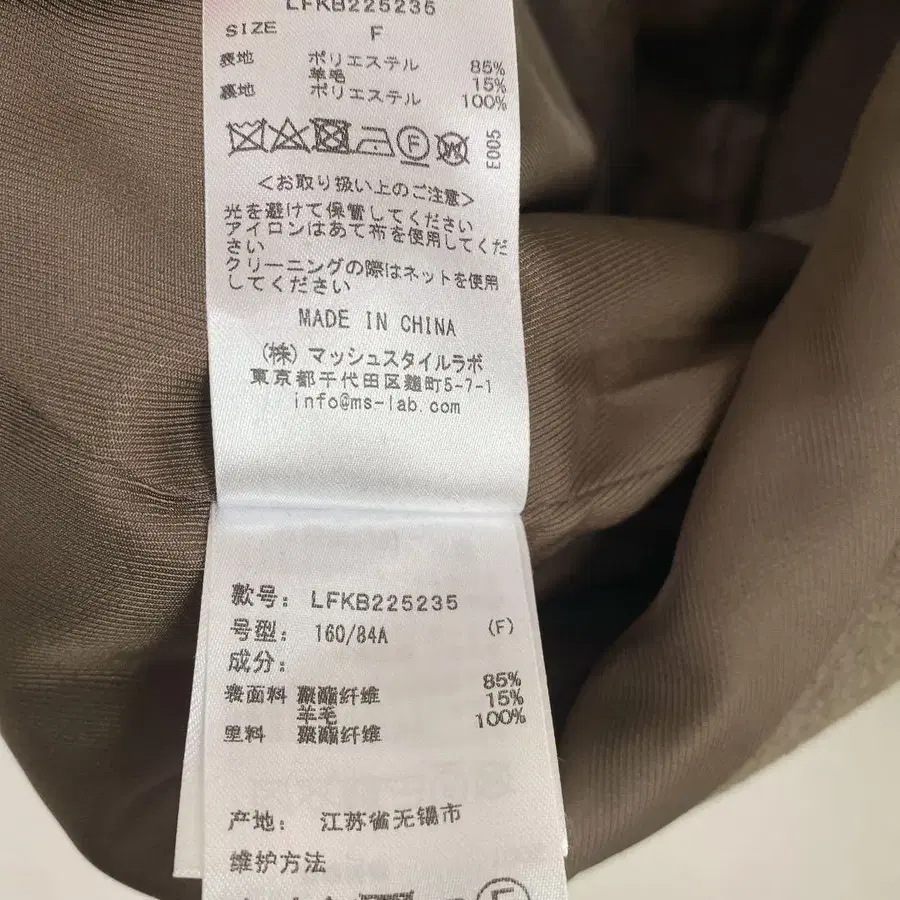 LFKB225235
SIZE F
表地 ポリエステル 85%
羊毛 15%
裏地 ポリエステル 100%
F W E005
<お取り扱い上のご注意>
光を避けて保管してください
アイロンはあて布を使用してくだ
さい
クリーニングの際はネットを使用
してください
MADE IN CHINA
(株)マッシュスタイルラボ
東京都千代田区麹町5-7-1
info@ms-lab.com
款号: LFKB225235
号型: 160/84A (F)
成分:
表面料 聚酯纤维 85%
羊毛 15%
里料 聚酯纤维 100%
产地: 江苏省无锡市
维护方法
F